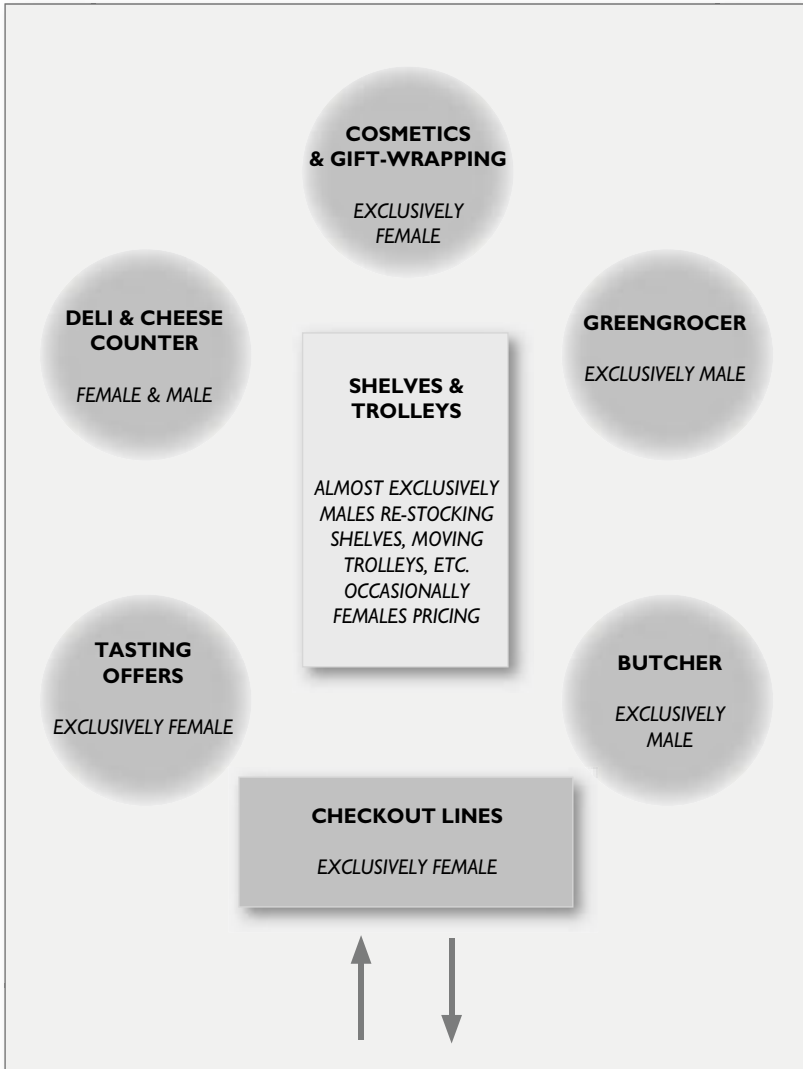 COSMETICS
& GIFT-WRAPPING
EXCLUSIVELY
FEMALE
DELI & CHEESE
COUNTER
FEMALE & MALE
GREENGROCER
EXCLUSIVELY MALE
SHELVES &
TROLLEYS
ALMOST EXCLUSIVELY
MALES RE-STOCKING
SHELVES, MOVING
TROLLEYS, ETC.
OCCASIONALLY
FEMALES PRICING
TASTING
OFFERS
EXCLUSIVELY FEMALE
BUTCHER
EXCLUSIVELY
MALE
CHECKOUT LINES
EXCLUSIVELY FEMALE